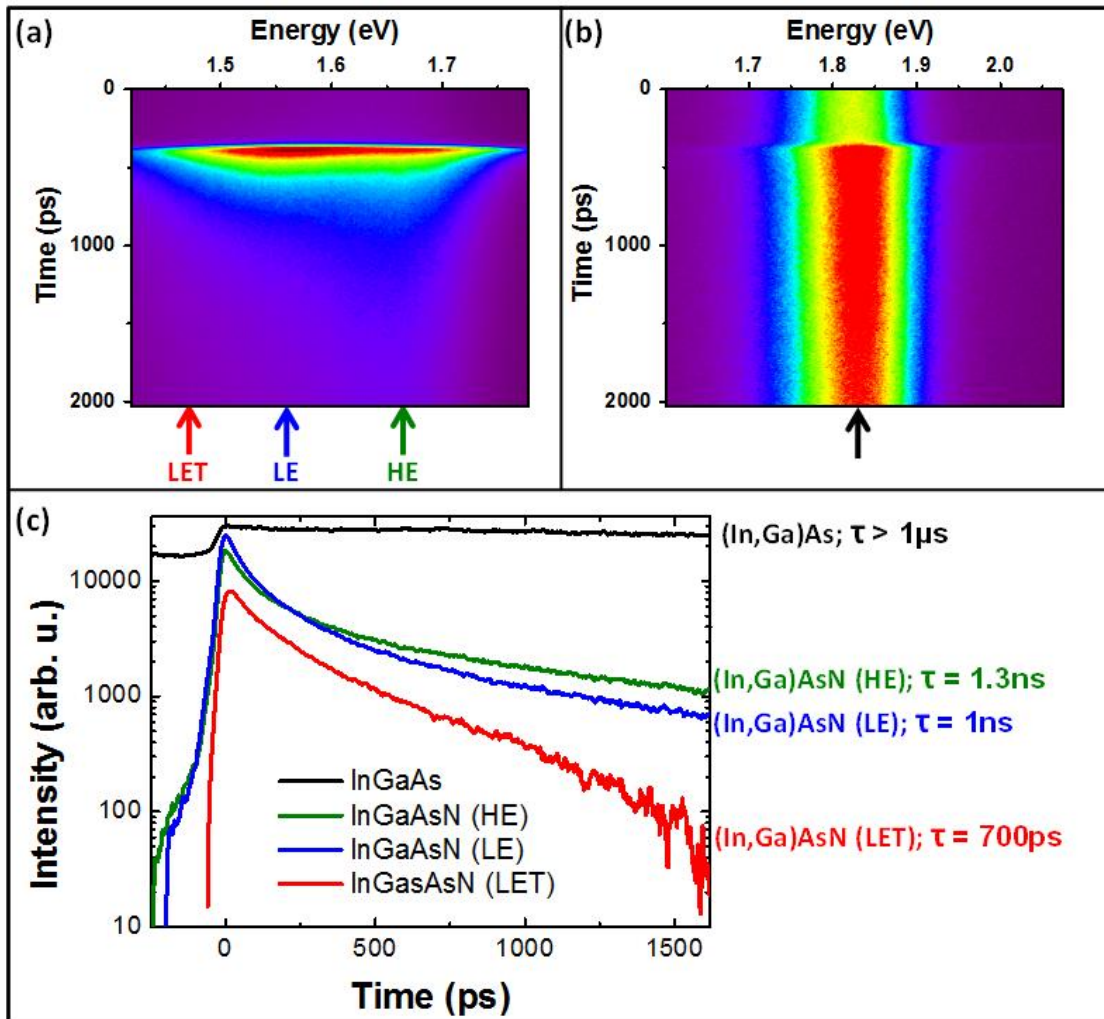 (a)
Energy (eV)
1.5 1.6 1.7
0
1000
2000
Time (ps)
LET LE HE
(b)
Energy (eV)
1.7 1.8 1.9 2.0
0
1000
2000
Time (ps)
(c)
Intensity (arb. u.)
10000
1000
100
10
0 500 1000 1500
Time (ps)
InGaAs
InGaAsN (HE)
InGaAsN (LE)
InGasAsN (LET)
(In,Ga)As; τ > 1μs
(In,Ga)AsN (HE); τ = 1.3ns
(In,Ga)AsN (LE); τ = 1ns
(In,Ga)AsN (LET); τ = 700ps